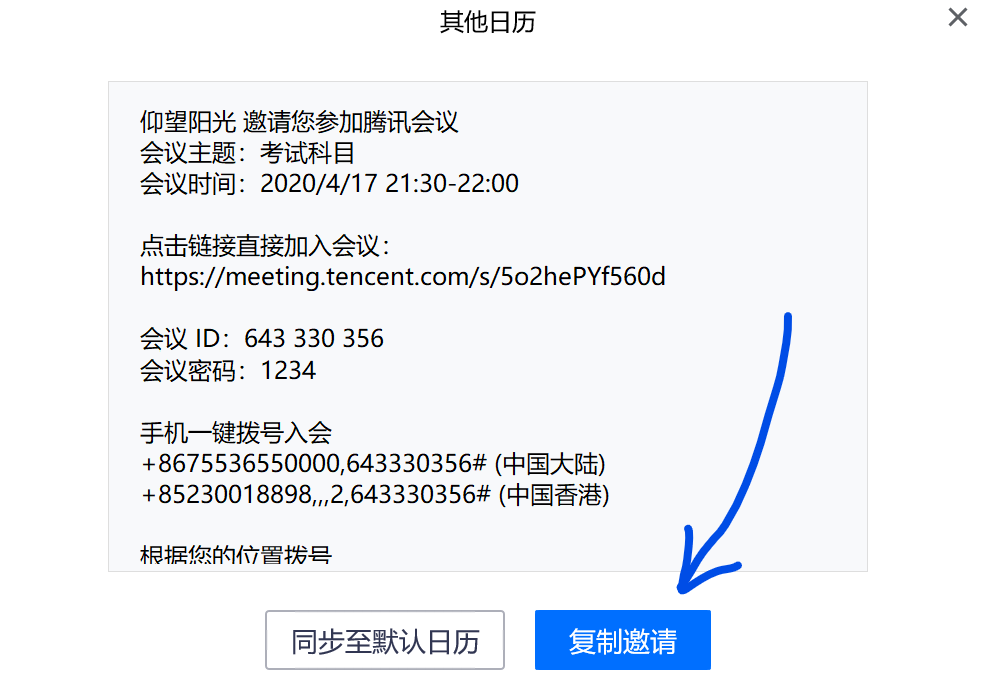 其他日历
仰望阳光 邀请您参加腾讯会议
会议主题：考试科目
会议时间：2020/4/17 21:30-22:00
点击链接直接加入会议：
https://meeting.tencent.com/s/5o2hePYf560d
会议 ID：643 330 356
会议密码：1234
手机一键拨号入会
+8675536550000,643330356# (中国大陆)
+85230018898,,,2,643330356# (中国香港)
根据您的位置拨号
同步至默认日历
复制邀请